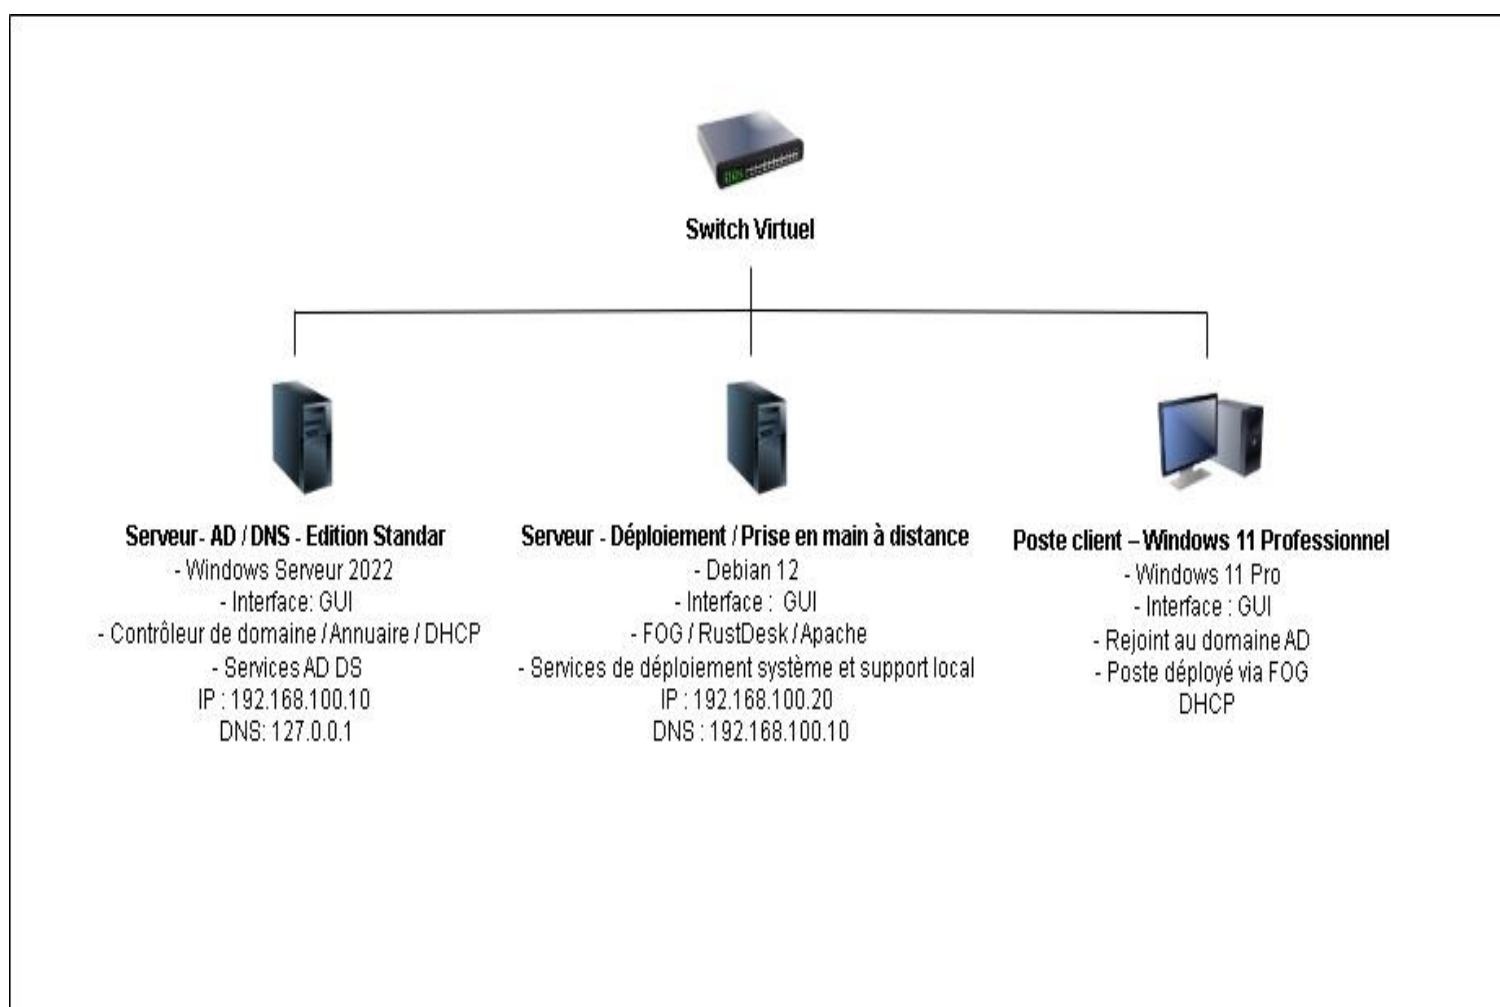 Switch Virtuel
Serveur- AD / DNS - Edition Standar
- Windows Serveur 2022
- Interface: GUI
- Contrôleur de domaine / Annuaire / DHCP
- Services AD DS
IP : 192.168.100.10
DNS: 127.0.0.1
Serveur - Déploiement / Prise en main à distance
- Debian 12
- Interface : GUI
- FOG / RustDesk / Apache
- Services de déploiement système et support local
IP : 192.168.100.20
DNS : 192.168.100.10
Poste client – Windows 11 Professionnel
- Windows 11 Pro
- Interface : GUI
- Rejoint au domaine AD
- Poste déployé via FOG
DHCP